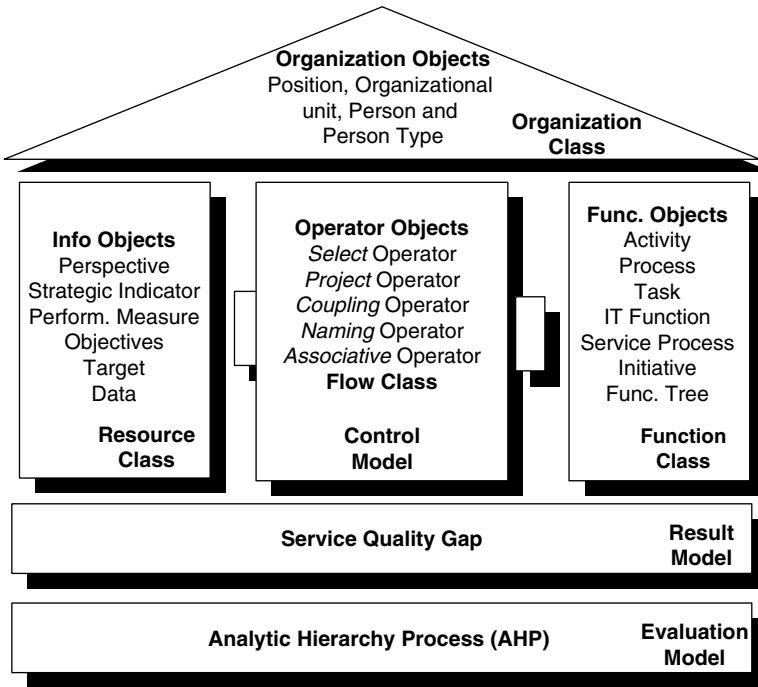 Organization Objects
Position, Organizational
unit, Person and
Person Type
Organization
Class
Info Objects
Perspective
Strategic Indicator
Perform. Measure
Objectives
Target
Data
Resource
Class
Operator Objects
Select Operator
Project Operator
Coupling Operator
Naming Operator
Associative Operator
Flow Class
Control
Model
Func. Objects
Activity
Process
Task
IT Function
Service Process
Initiative
Func. Tree
Function
Class
Service Quality Gap
Result
Model
Analytic Hierarchy Process (AHP)
Evaluation
Model